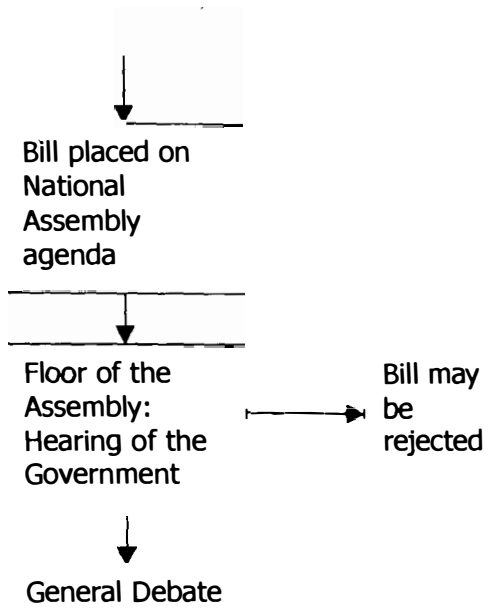 Bill placed on
National
Assembly
agenda
Floor of the
Assembly:
Hearing of the
Government
Bill may
be
rejected
General Debate